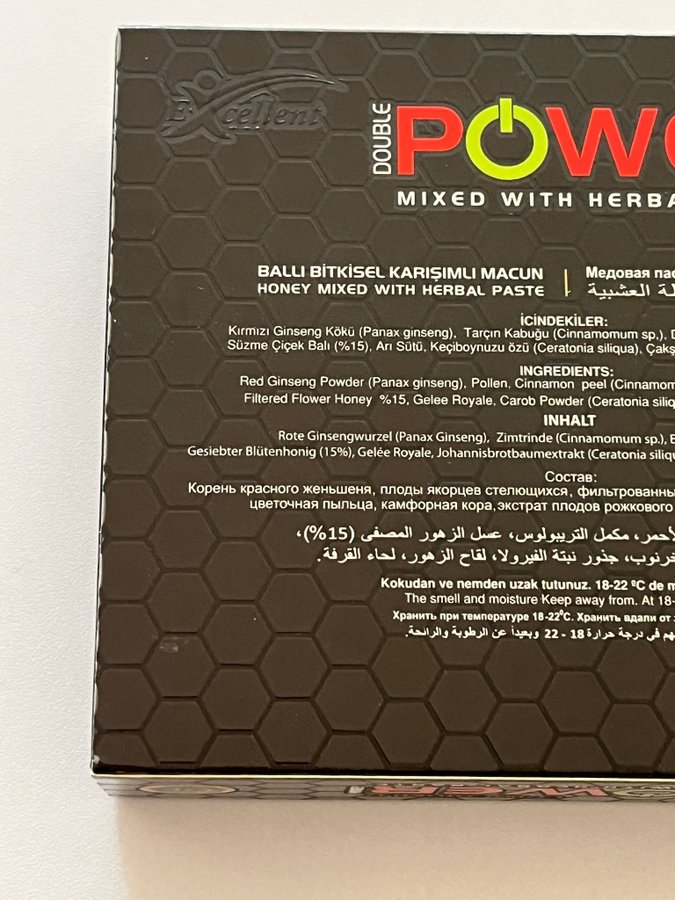 Excellent
DOUBLE
POW
MIXED WITH HERBA
BALLI BİTKİSEL KARIŞIMLI MACUN
HONEY MIXED WITH HERBAL PASTE
Медовая пас
لة العشبية
İCİNDEKİLER:
Kırmızı Ginseng Kökü (Panax ginseng), Tarçın Kabuğu (Cinnamomum sp.), D
Süzme Çiçek Balı (%15), Arı Sütü, Keçiboynuzu özü (Ceratonia siliqua), Çakş
INGREDIENTS:
Red Ginseng Powder (Panax ginseng), Pollen, Cinnamon peel (Cinnamom
Filtered Flower Honey %15, Gelee Royale, Carob Powder (Ceratonia siliq
INHALT
Rote Ginsengwurzel (Panax Ginseng), Zimtrinde (Cinnamomum sp.), E
Gesiebter Blütenhonig (15%), Gelée Royale, Johannisbrotbaumextrakt (Ceratonia siliqu
Состав:
Корень красного женьшеня, плоды якорцев стелющихся, фильтрованны
цветочная пыльца, камфорная кора,экстрат плодов рожкового
لأحمر، مكمل التريبولوس، عسل الزهور المصفى (15%)،
خرنوب، جذور نبتة الفيرولا، لقاح الزهور، لحاء القرفة.
Kokudan ve nemden uzak tutunuz. 18-22 ºC de m
The smell and moisture Keep away from. At 18-
Хранить при температуре 18-22⁰C. Хранить вдали от
هم في درجة حرارة 18 - 22 وبعيداً عن الرطوبة والرائحة.